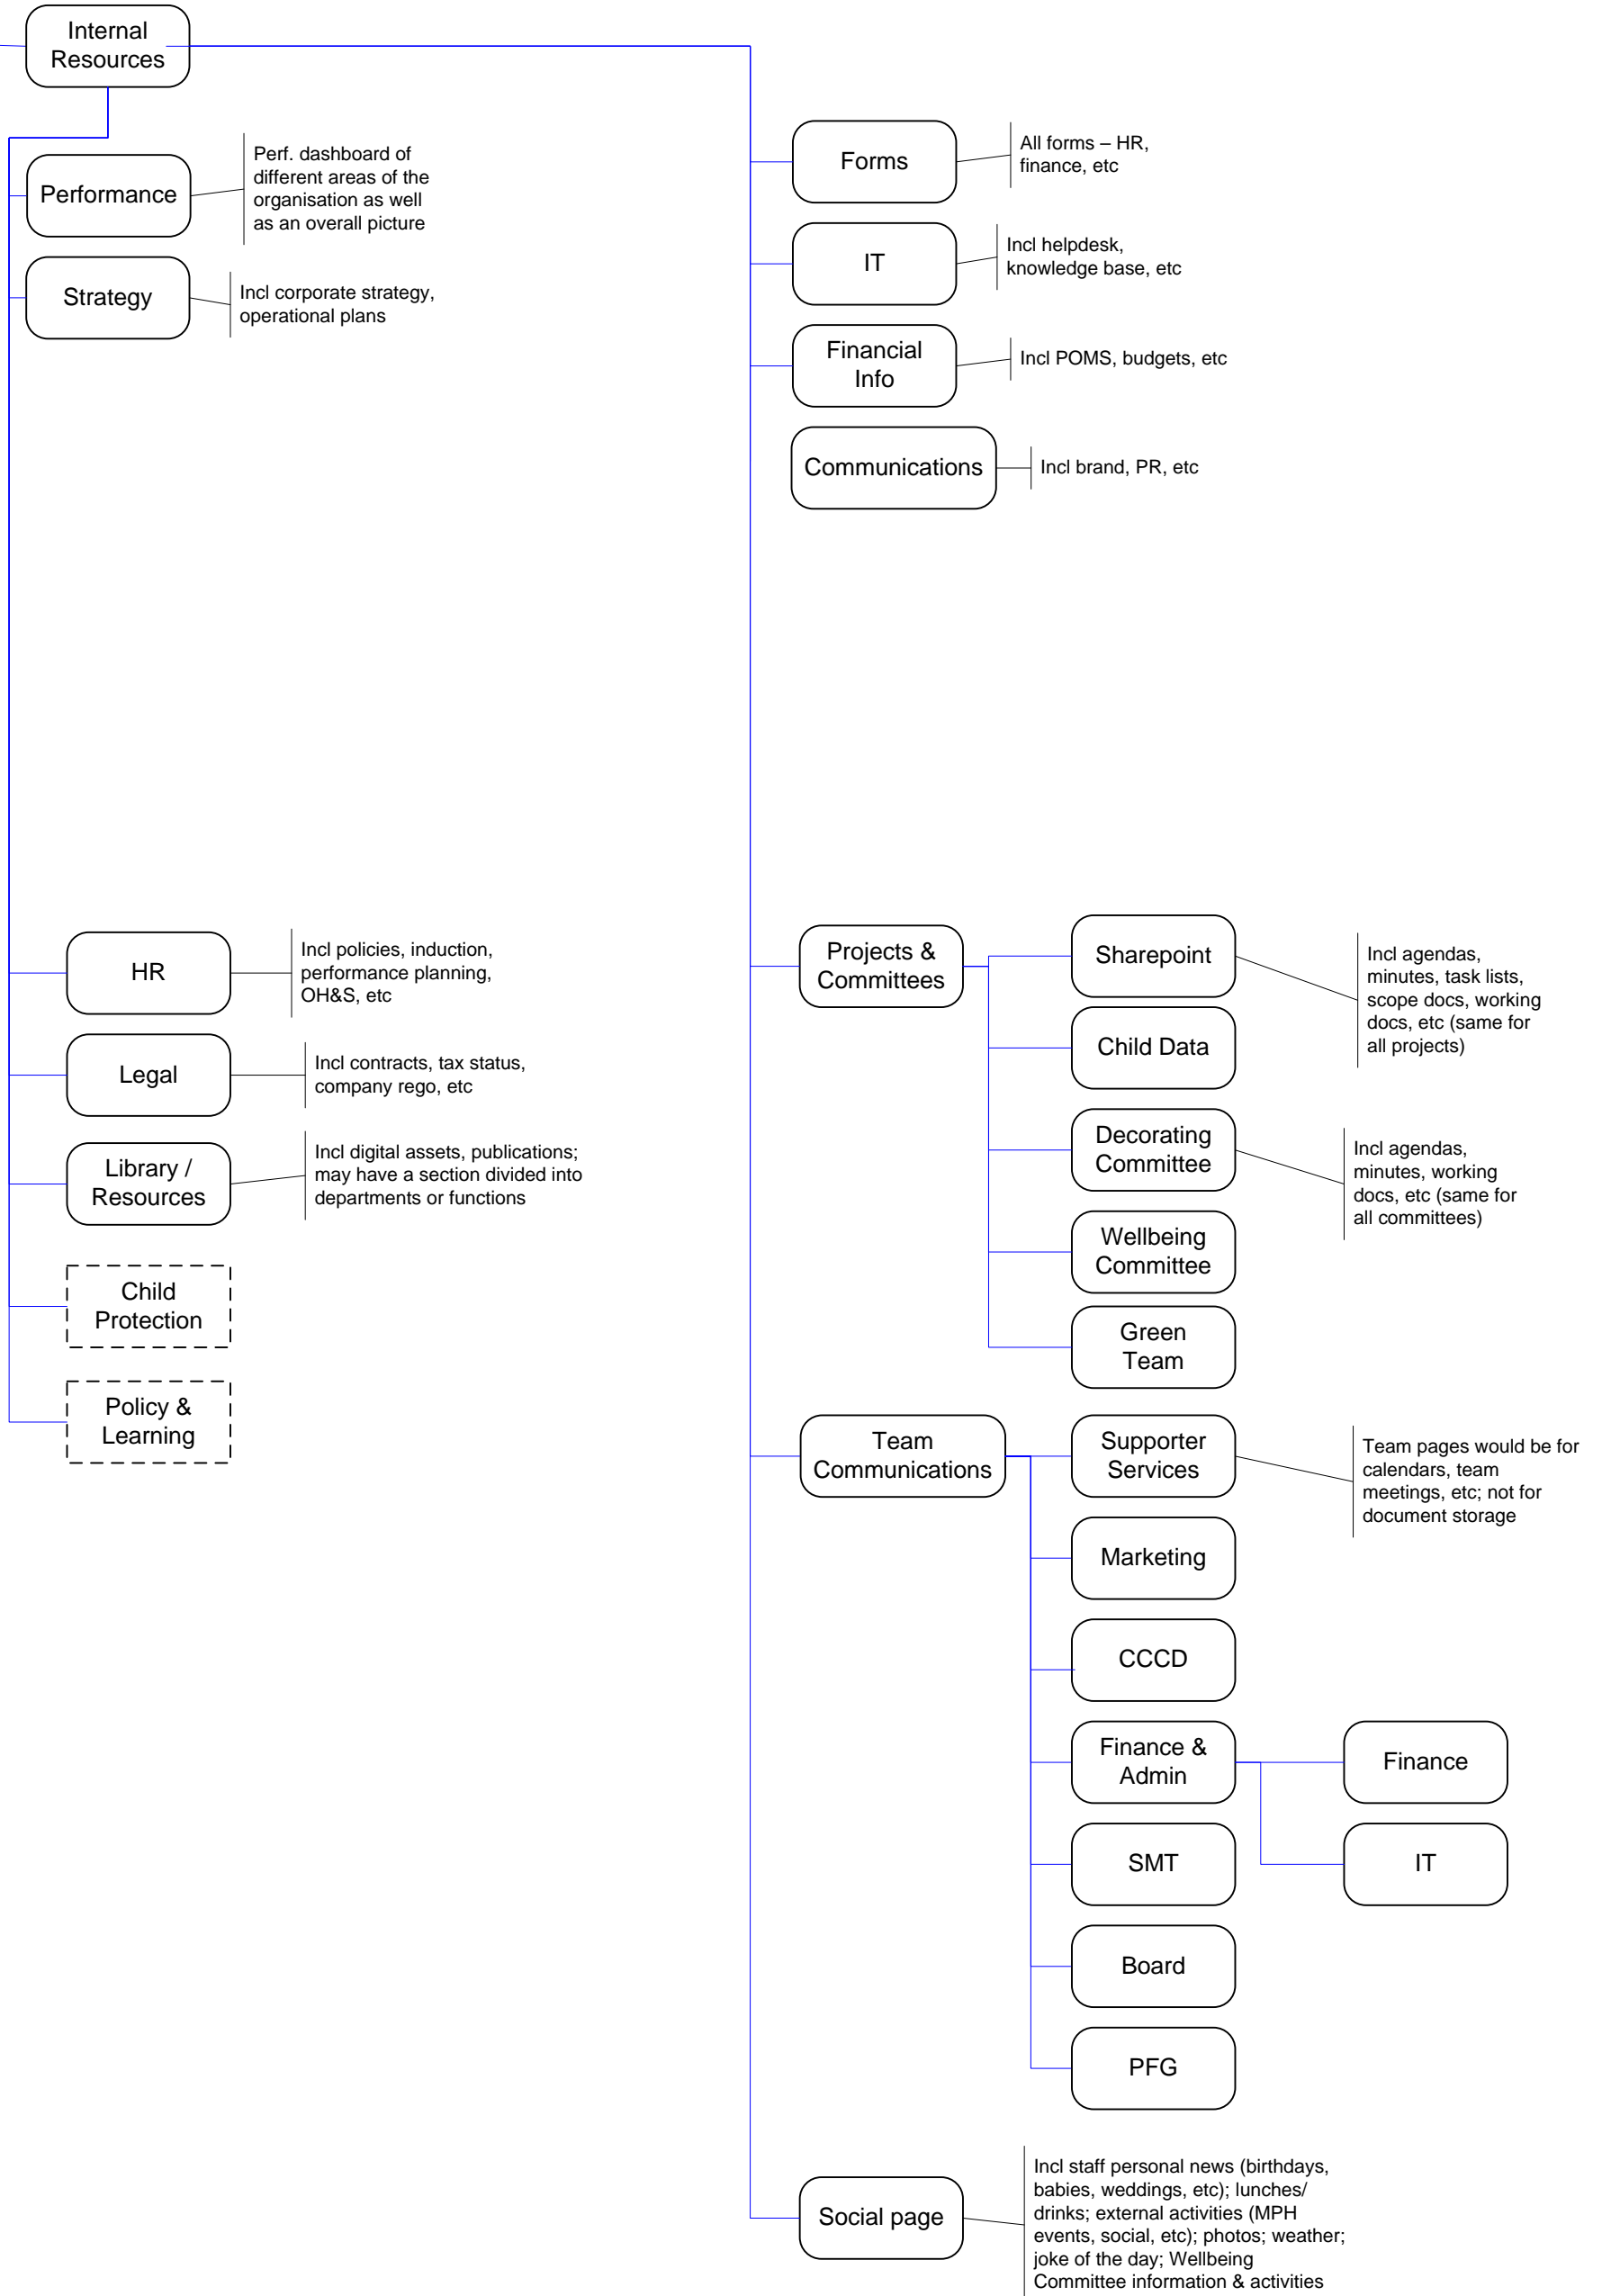 Internal
Resources
Performance
Perf. dashboard of
different areas of the
organisation as well
as an overall picture
Strategy
Incl corporate strategy,
operational plans
HR
Incl policies, induction,
performance planning,
OH&S, etc
Legal
Incl contracts, tax status,
company rego, etc
Library /
Resources
Incl digital assets, publications;
may have a section divided into
departments or functions
Child
Protection
Policy &
Learning
Forms
All forms – HR,
finance, etc
IT
Incl helpdesk,
knowledge base, etc
Financial
Info
Incl POMS, budgets, etc
Communications
Incl brand, PR, etc
Projects &
Committees
Sharepoint
Incl agendas,
minutes, task lists,
scope docs, working
docs, etc (same for
all projects)
Child Data
Decorating
Committee
Incl agendas,
minutes, working
docs, etc (same for
all committees)
Wellbeing
Committee
Green
Team
Team
Communications
Supporter
Services
Team pages would be for
calendars, team
meetings, etc; not for
document storage
Marketing
CCCD
Finance &
Admin
Finance
SMT
IT
Board
PFG
Social page
Incl staff personal news (birthdays,
babies, weddings, etc); lunches/
drinks; external activities (MPH
events, social, etc); photos; weather;
joke of the day; Wellbeing
Committee information & activities